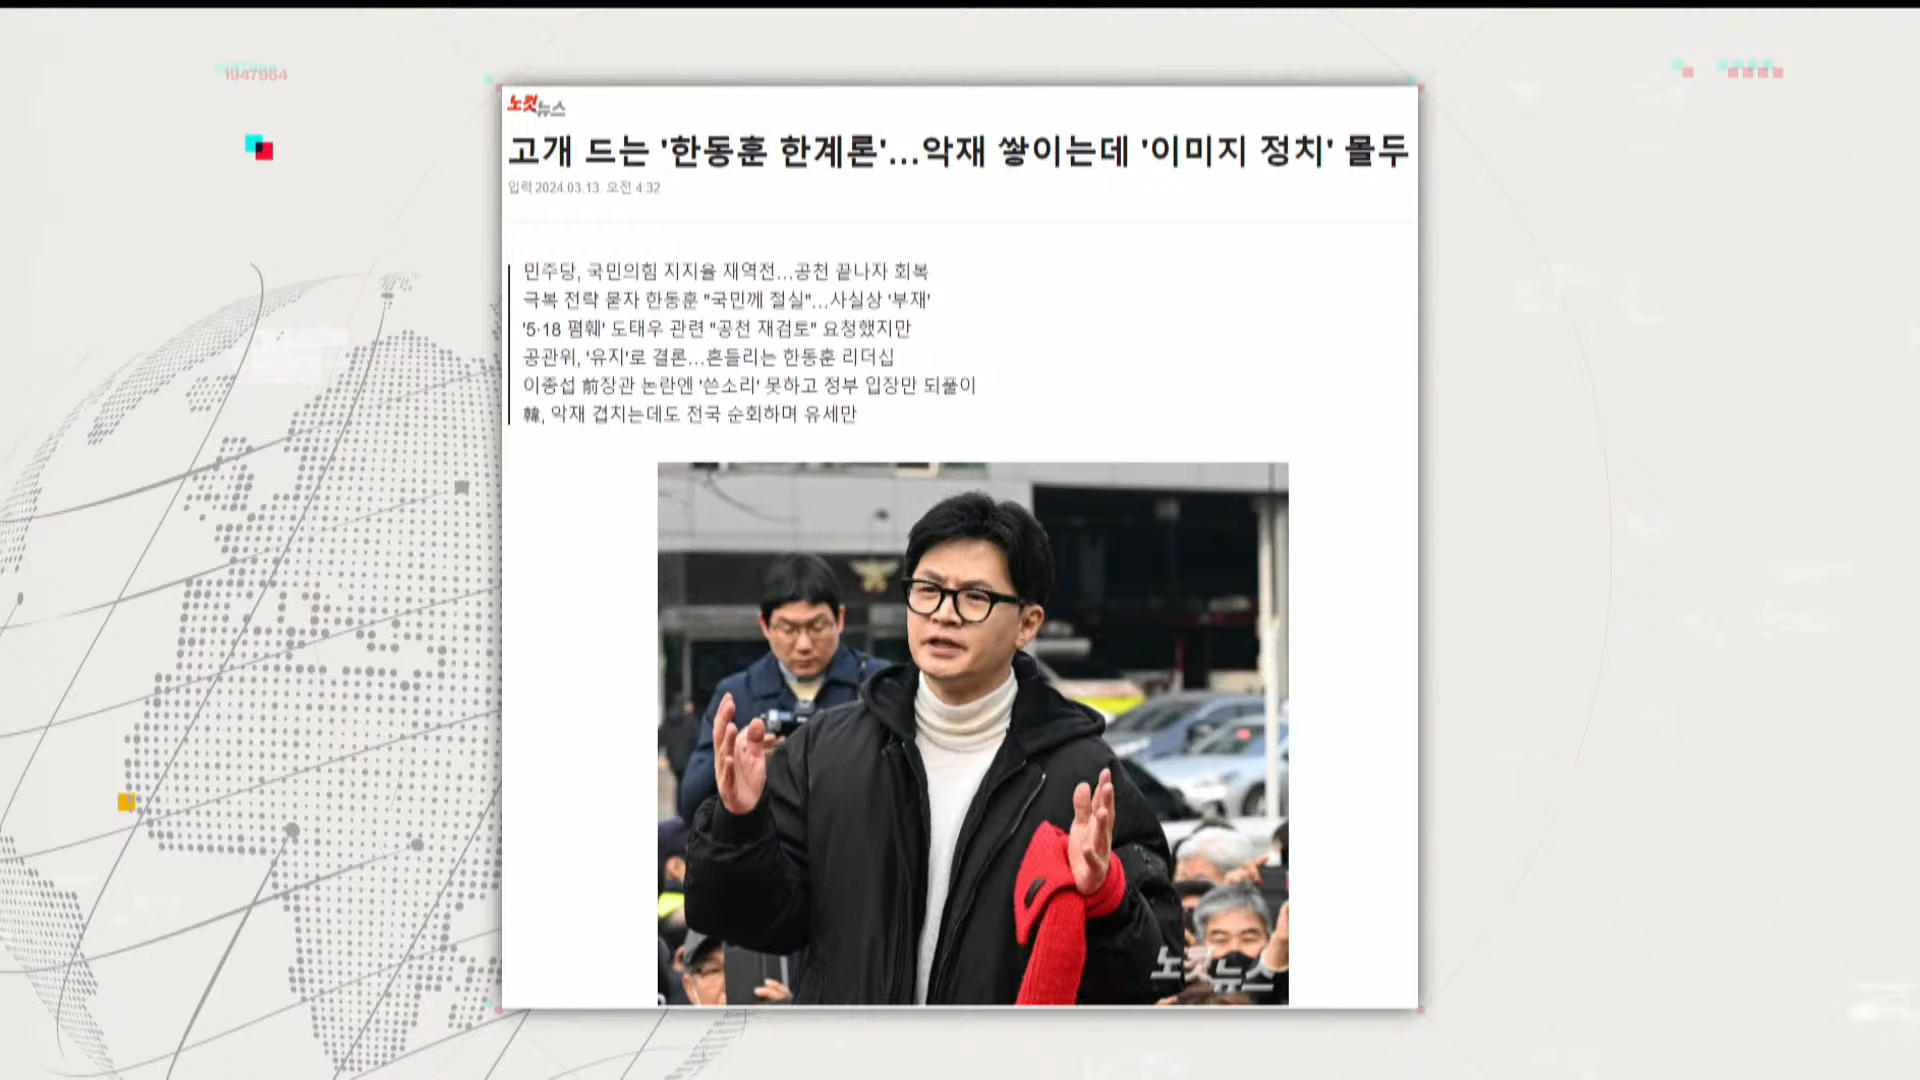 1947964
노컷뉴스
고개 드는 '한동훈 한계론'…악재 쌓이는데 '이미지 정치' 몰두
입력 2024.03.13. 오전 4:32
민주당, 국민의힘 지지율 재역전…공천 끝나자 회복
극복 전략 묻자 한동훈 "국민께 절실"…사실상 '부재'
'5·18 폄훼' 도태우 관련 "공천 재검토" 요청했지만
공관위, '유지'로 결론…흔들리는 한동훈 리더십
이종섭 前장관 논란엔 '쓴소리' 못하고 정부 입장만 되풀이
韓, 악재 겹치는데도 전국 순회하며 유세만
노컷뉴스